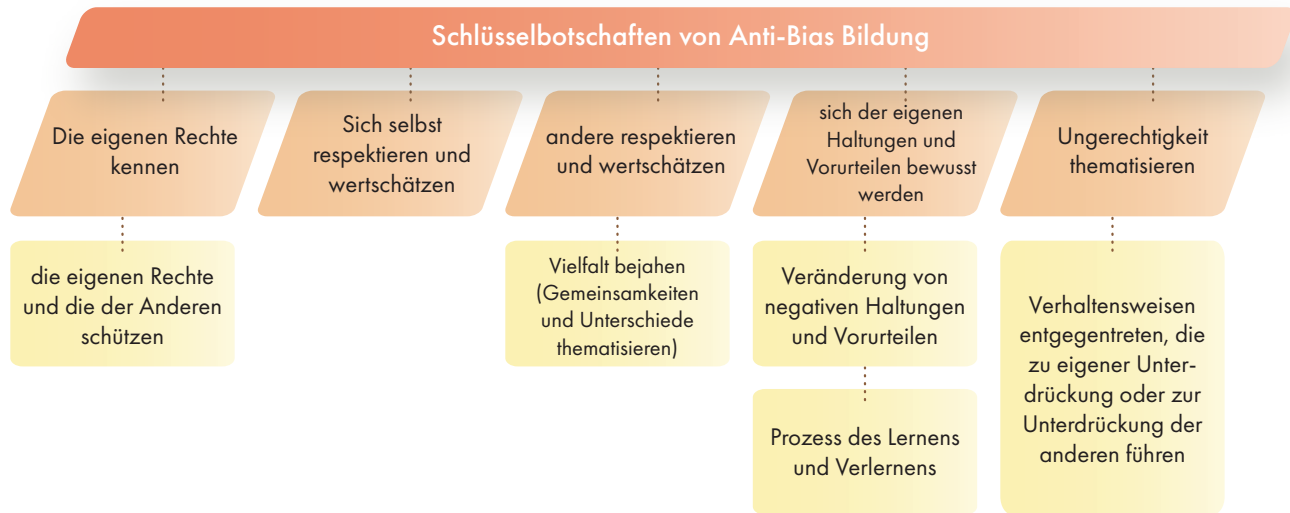 Schlüsselbotschaften von Anti-Bias Bildung
Die eigenen Rechte
kennen
Sich selbst
respektieren und
wertschätzen
andere respektieren
und wertschätzen
sich der eigenen
Haltungen und
Vorurteilen bewusst
werden
Ungerechtigkeit
thematisieren
die eigenen Rechte
und die der Anderen
schützen
Vielfalt bejahen
(Gemeinsamkeiten
und Unterschiede
thematisieren)
Veränderung von
negativen Haltungen
und Vorurteilen
Prozess des Lernens
und Verlernens
Verhaltensweisen
entgegentreten, die
zu eigener Unter-
drückung oder zur
Unterdrückung der
anderen führen